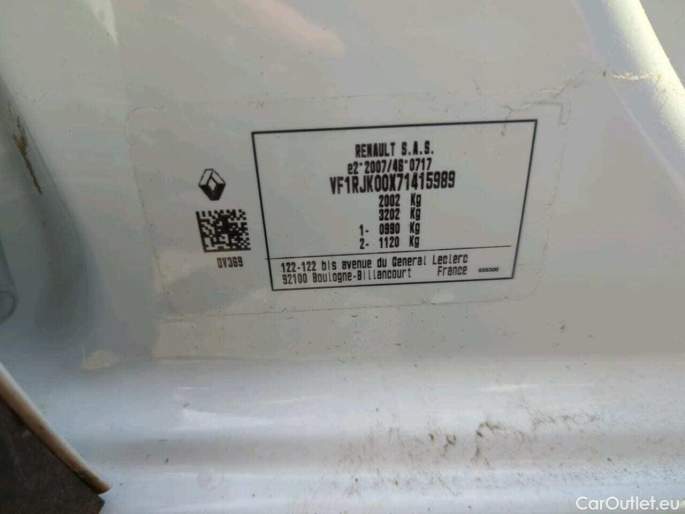 RENAULT S.A.S.
e2*2007/46*0717
VF1RJK00X71415989
2002 Kg
3202 Kg
1- 0990 Kg
2- 1120 Kg
DV369
122-122 bis avenue du General Leclerc
92100 Boulogne-Billancourt France
CarOutlet.eu